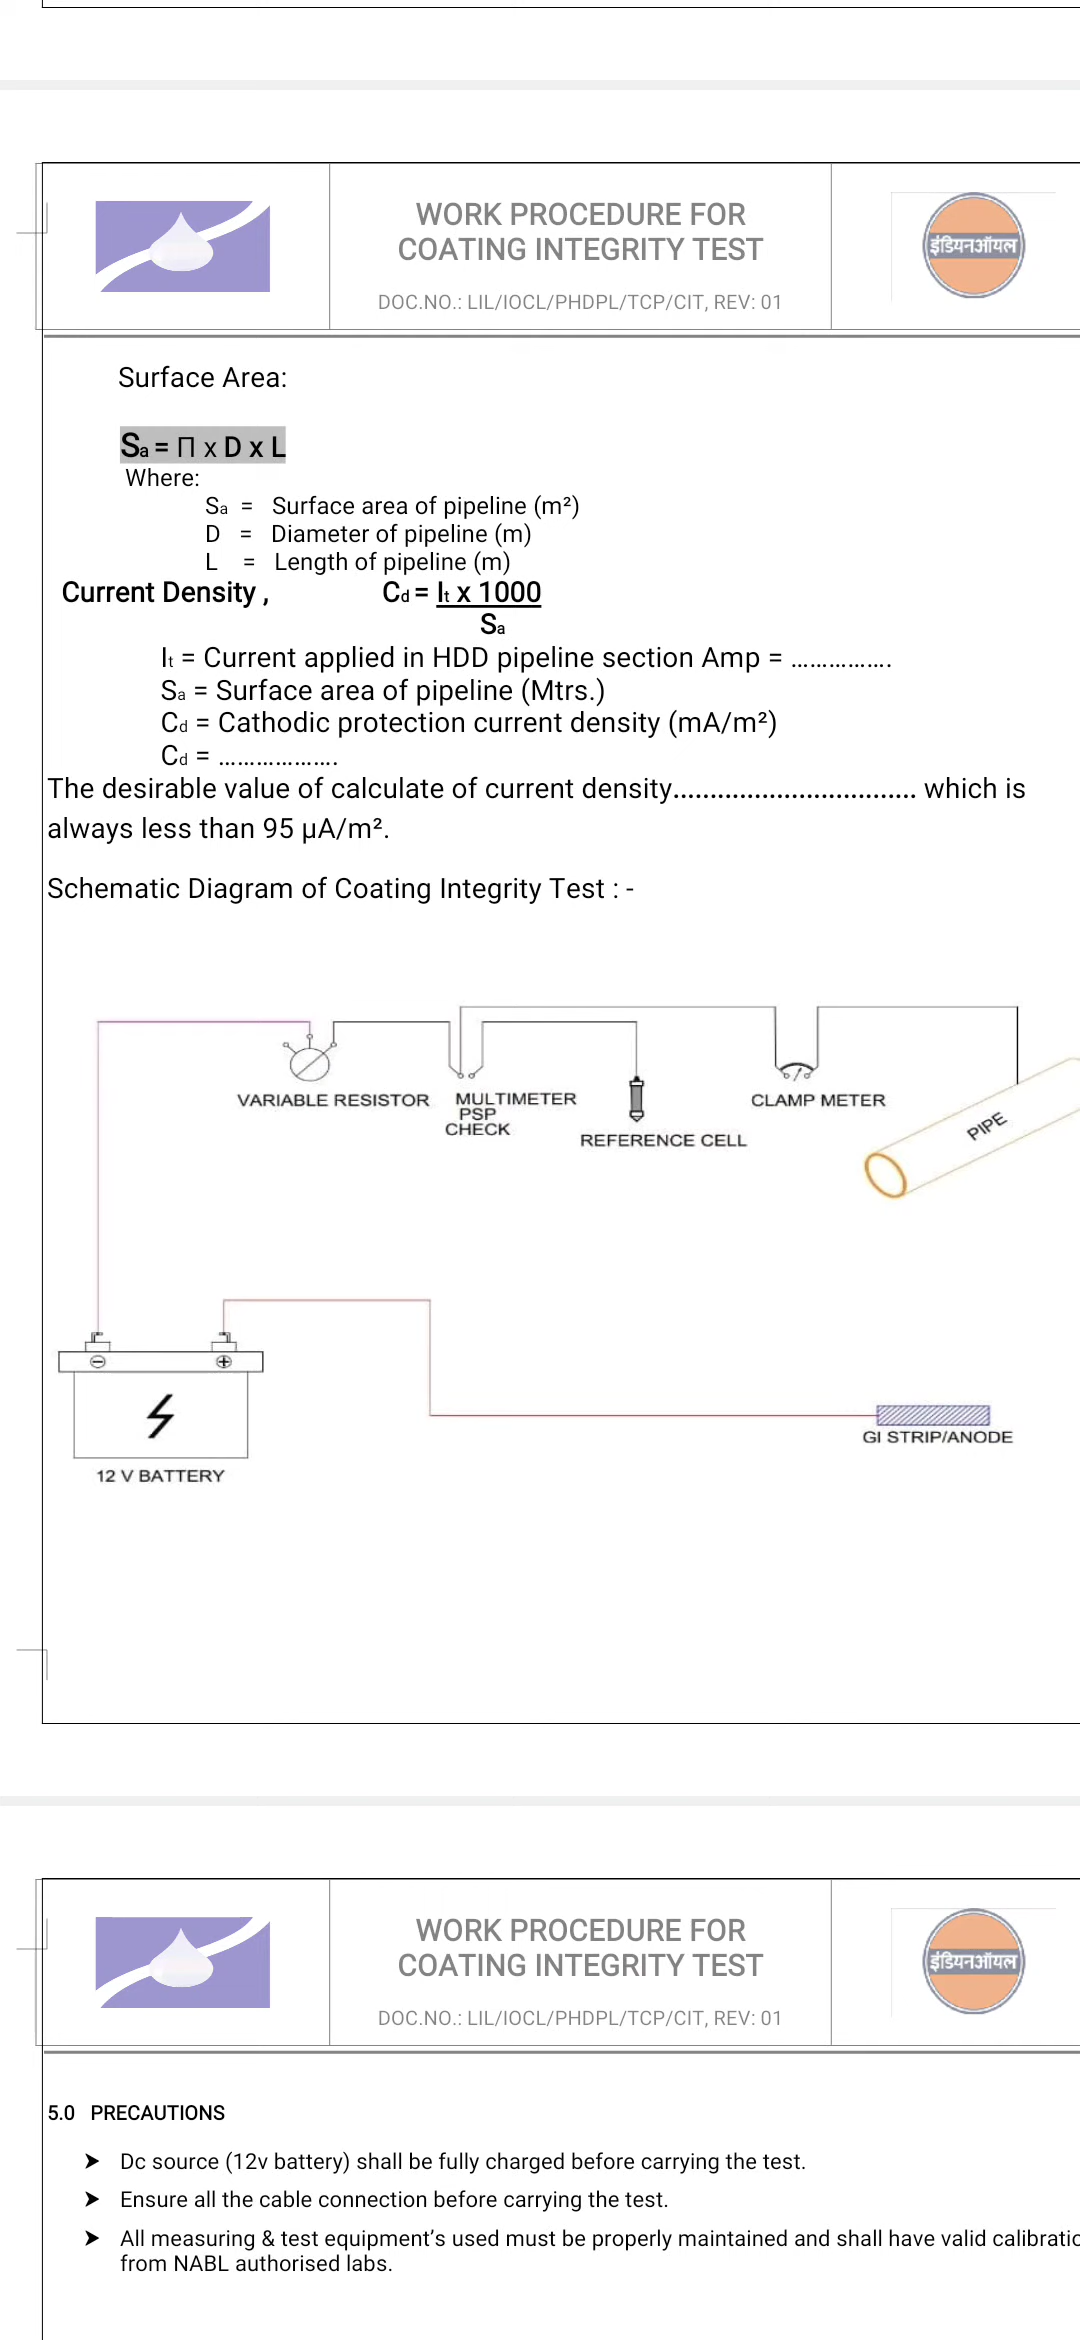 WORK PROCEDURE FOR
COATING INTEGRITY TEST
DOC.NO.: LIL/IOCL/PHDPL/TCP/CIT, REV: 01
इंडियनऑयल
Surface Area:
Sa = Π x D x L
Where:
Sa = Surface area of pipeline (m²)
D = Diameter of pipeline (m)
L = Length of pipeline (m)
Current Density , Cd = It x 1000
Sa
It = Current applied in HDD pipeline section Amp = ................
Sa = Surface area of pipeline (Mtrs.)
Cd = Cathodic protection current density (mA/m²)
Cd = ...................
The desirable value of calculate of current density................................. which is
always less than 95 µA/m².
Schematic Diagram of Coating Integrity Test : -
VARIABLE RESISTOR
MULTIMETER
PSP
CHECK
REFERENCE CELL
CLAMP METER
PIPE
12 V BATTERY
GI STRIP/ANODE
WORK PROCEDURE FOR
COATING INTEGRITY TEST
DOC.NO.: LIL/IOCL/PHDPL/TCP/CIT, REV: 01
इंडियनऑयल
5.0 PRECAUTIONS
➤ Dc source (12v battery) shall be fully charged before carrying the test.
➤ Ensure all the cable connection before carrying the test.
➤ All measuring & test equipment’s used must be properly maintained and shall have valid calibratio
from NABL authorised labs.